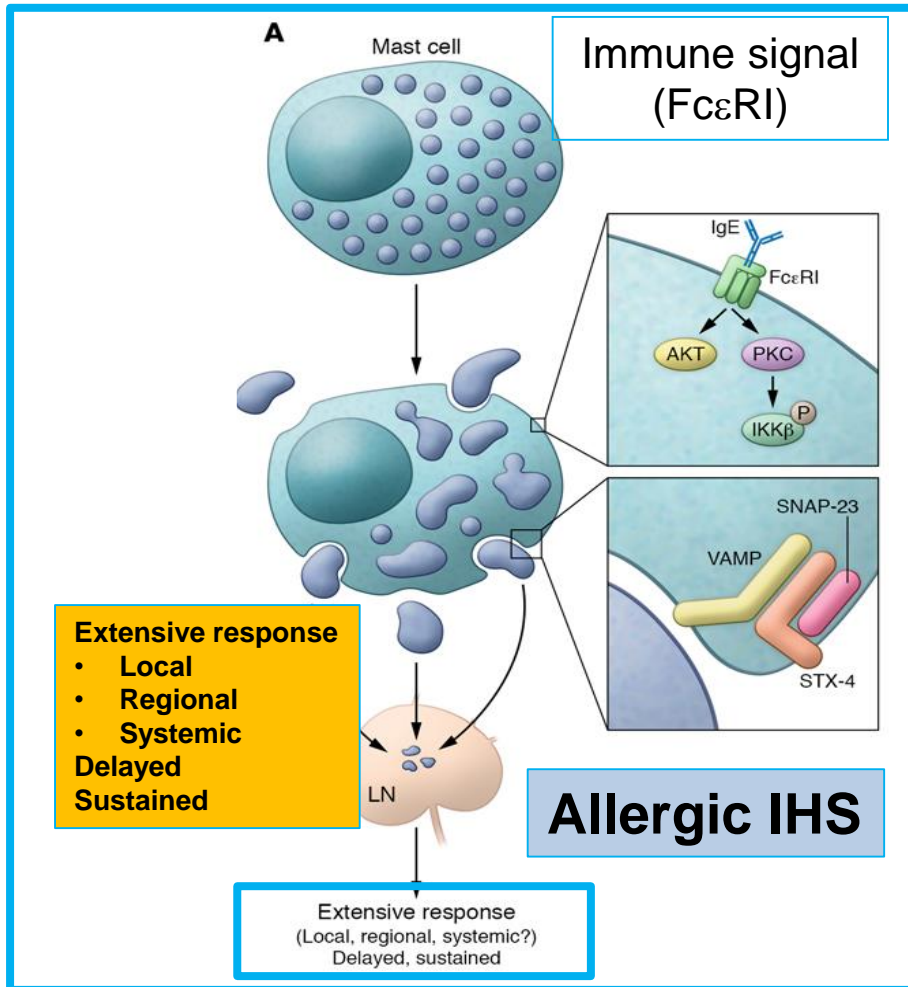 A
Mast cell
Immune signal
(FcεRI)
IgE
FcεRI
AKT
PKC
P
IKKβ
SNAP-23
VAMP
STX-4
Extensive response
• Local
• Regional
• Systemic
Delayed
Sustained
LN
Allergic IHS
Extensive response
(Local, regional, systemic?)
Delayed, sustained